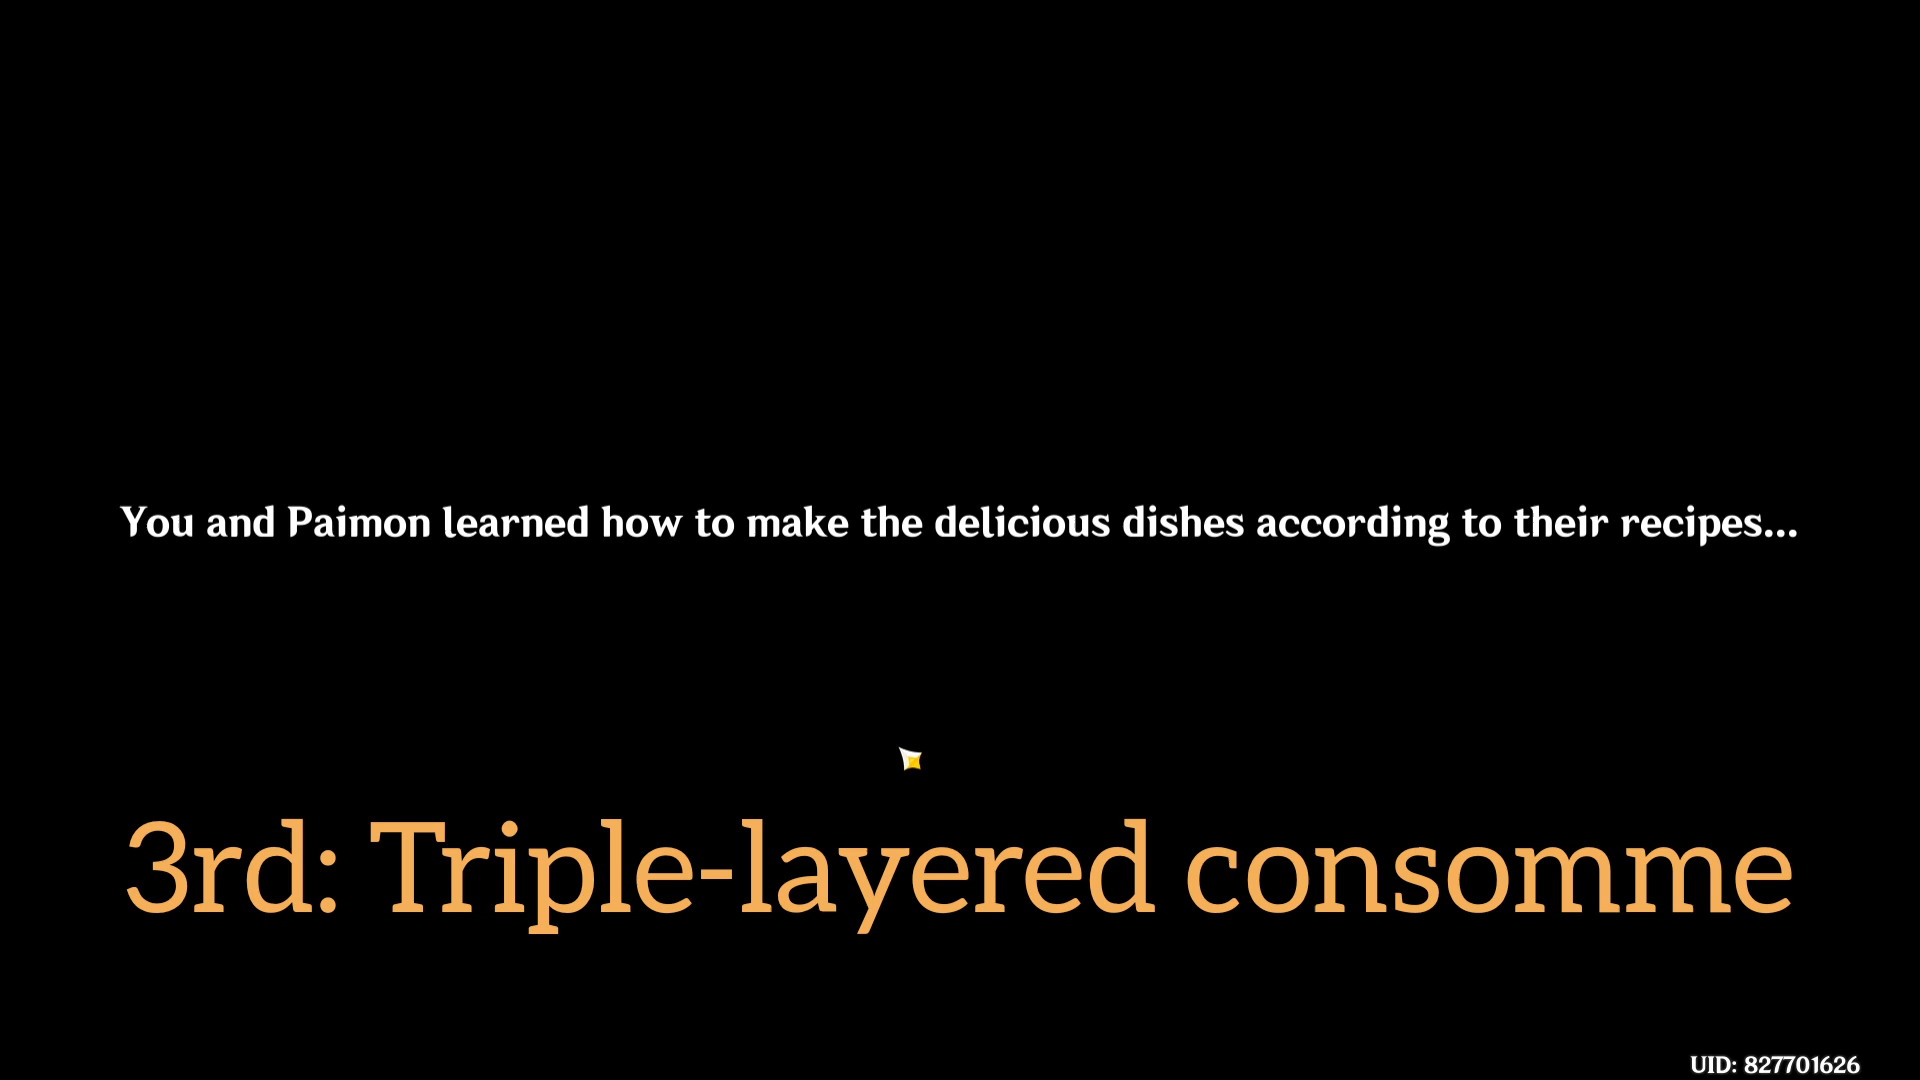 You and Paimon learned how to make the delicious dishes according to their recipes...
3rd: Triple-layered consomme
UID: 827701626